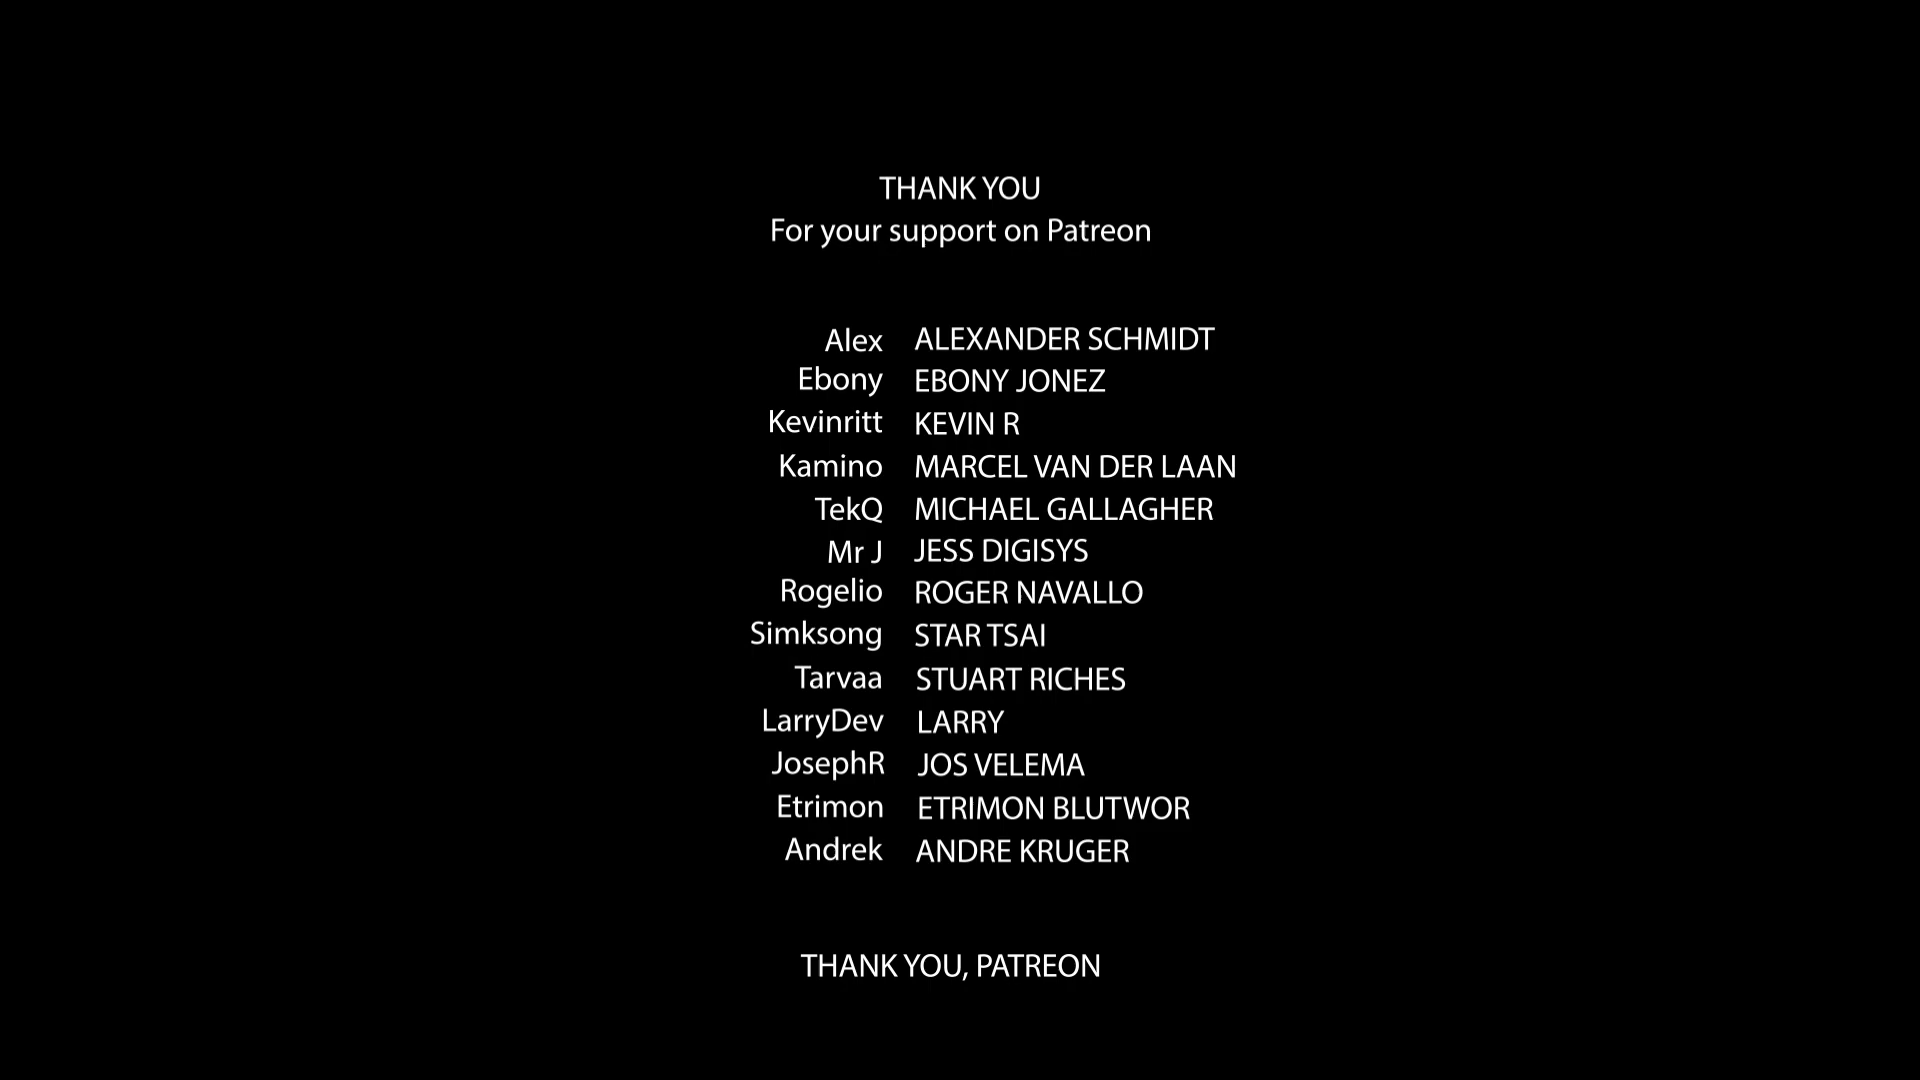 THANK YOU
For your support on Patreon
Alex ALEXANDER SCHMIDT
Ebony EBONY JONEZ
Kevinritt KEVIN R
Kamino MARCEL VAN DER LAAN
TekQ MICHAEL GALLAGHER
Mr J JESS DIGISYS
Rogelio ROGER NAVALLO
Simksong STAR TSAI
Tarvaa STUART RICHES
LarryDev LARRY
JosephR JOS VELEMA
Etrimon ETRIMON BLUTWOR
Andrek ANDRE KRUGER
THANK YOU, PATREON